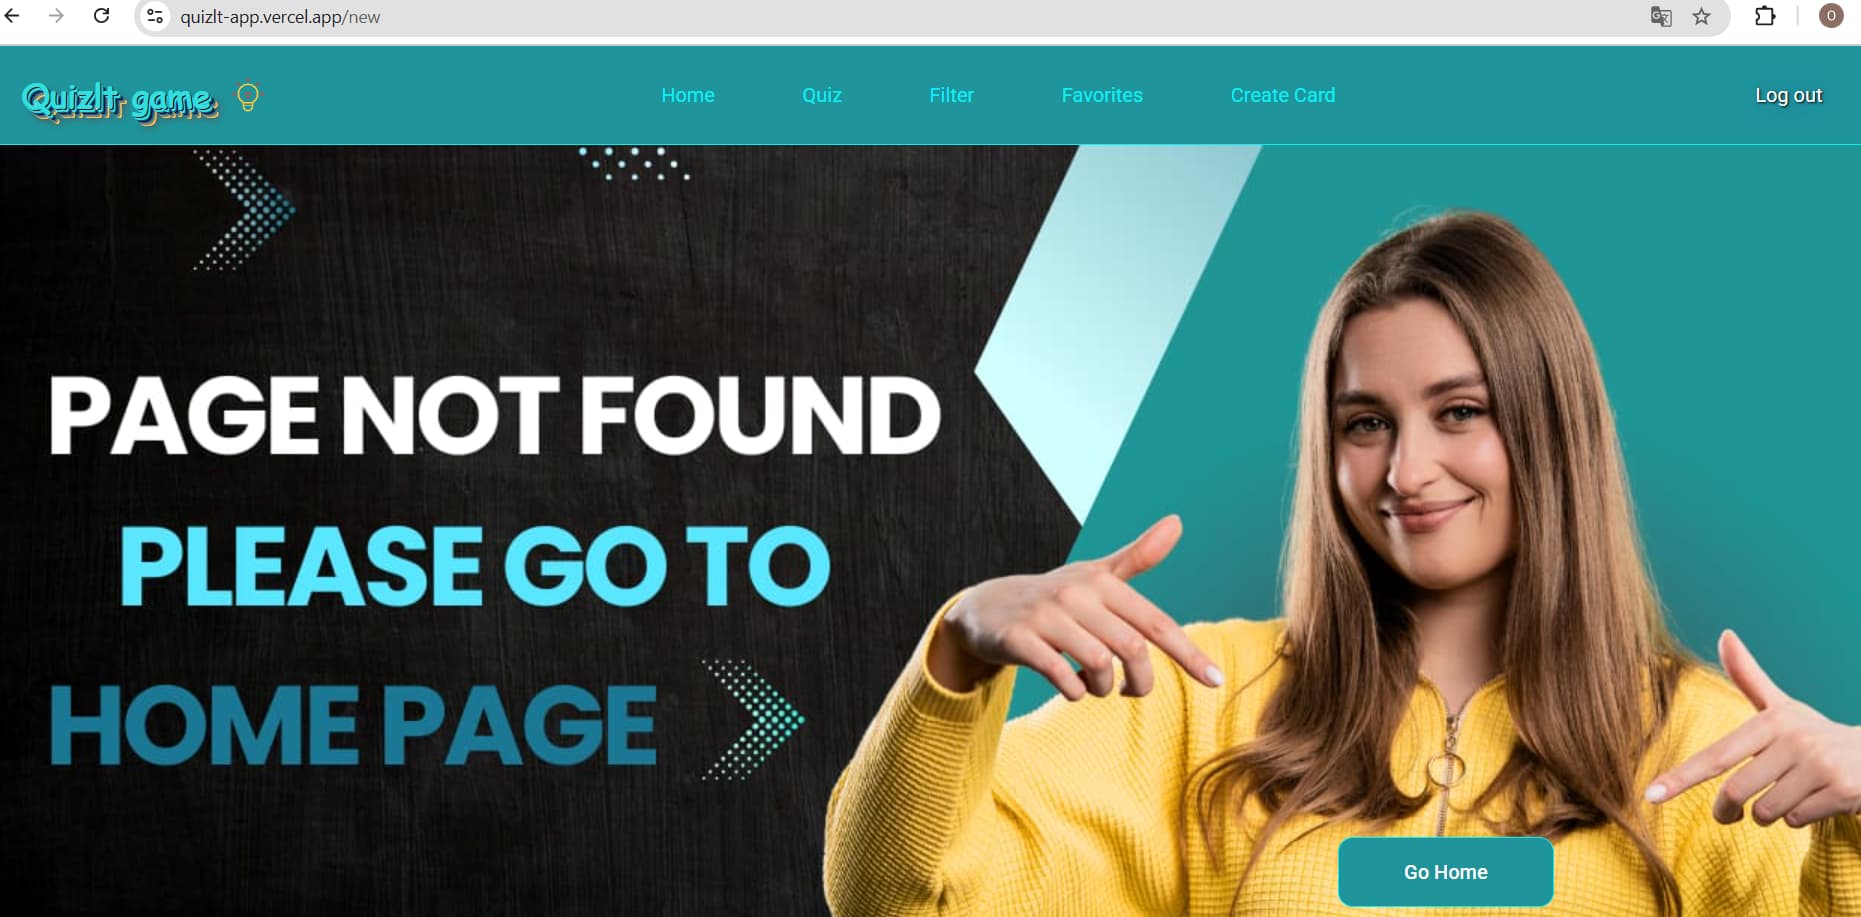 quizlt-app.vercel.app/new
O
QuizIt game
Home Quiz Filter Favorites Create Card
Log out
PAGE NOT FOUND
PLEASE GO TO
HOME PAGE
Go Home